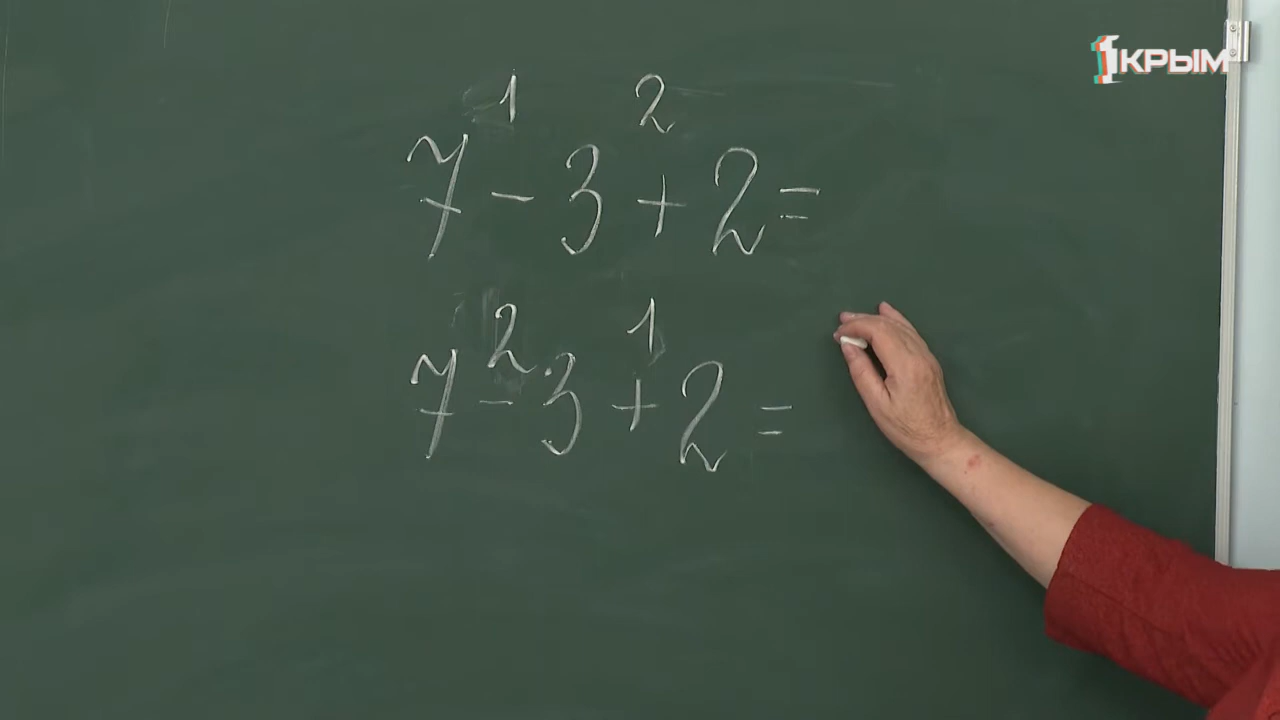 1КРЫМ
1 2
7 - 3 + 2 =
2 1
7 - 3 + 2 =